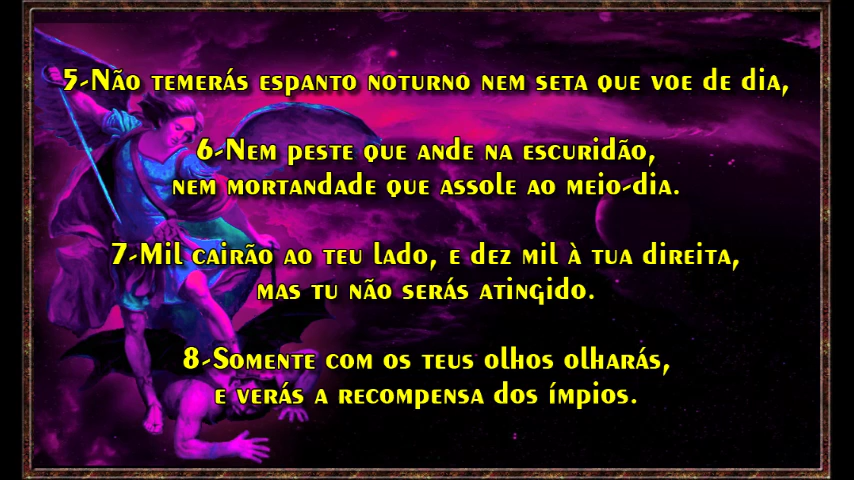 5-Não temerás espanto noturno nem seta que voe de dia,
6-Nem peste que ande na escuridão,
nem mortandade que assole ao meio-dia.
7-Mil cairão ao teu lado, e dez mil à tua direita,
mas tu não serás atingido.
8-Somente com os teus olhos olharás,
e verás a recompensa dos ímpios.